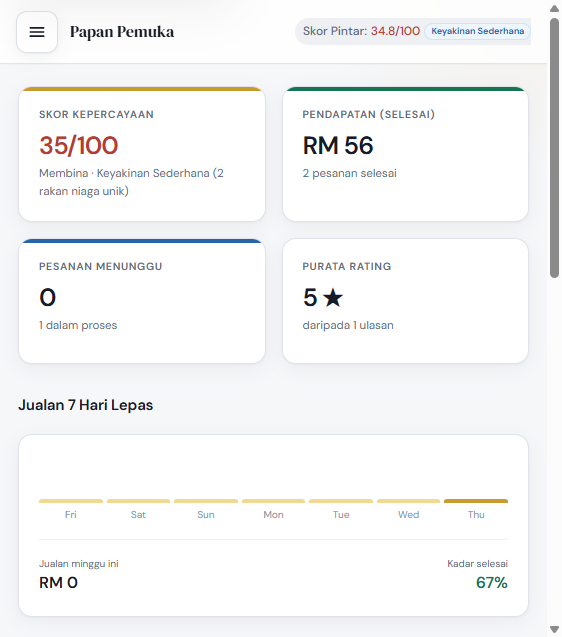 Papan Pemuka
Skor Pintar: 34.8/100 Keyakinan Sederhana
SKOR KEPERCAYAAN
35/100
Membina · Keyakinan Sederhana (2
rakan niaga unik)
PENDAPATAN (SELESAI)
RM 56
2 pesanan selesai
PESANAN MENUNGGU
0
1 dalam proses
PURATA RATING
5 ★
daripada 1 ulasan
Jualan 7 Hari Lepas
Fri Sat Sun Mon Tue Wed Thu
Jualan minggu ini
RM 0
Kadar selesai
67%